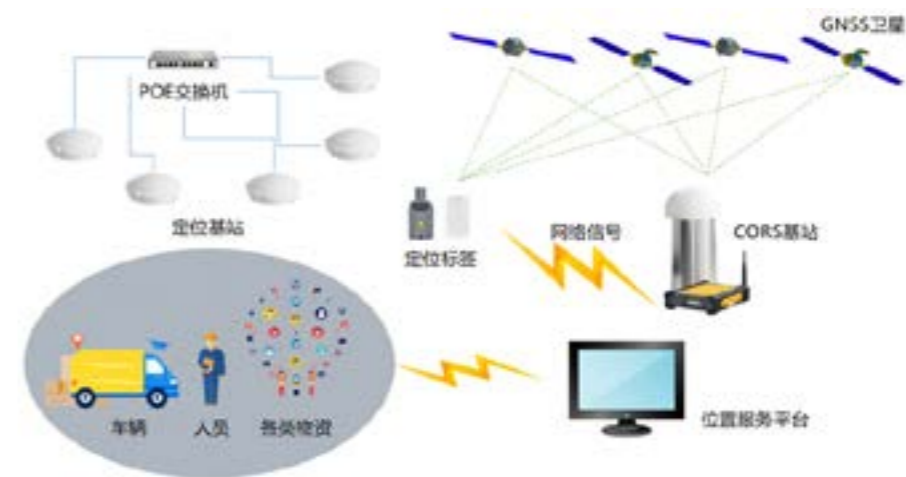 GNSS卫星
POE交换机
定位基站
定位标签
网络信号
CORS基站
车辆
人员
各类物资
位置服务平台